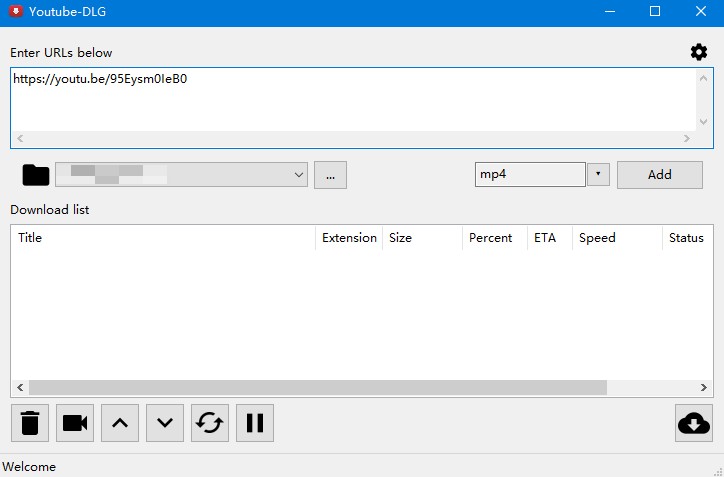 Youtube-DLG
Enter URLs below
https://youtu.be/95Eysm0IeB0
...
mp4
Add
Download list
Title Extension Size Percent ETA Speed Status
Welcome